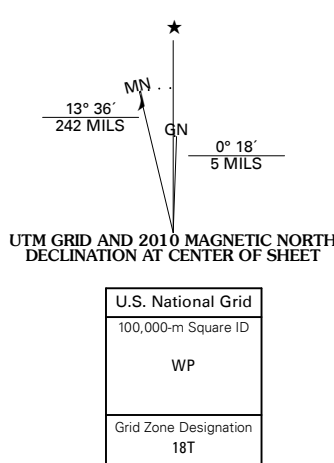 ★
MN
GN
13° 36´
242 MILS
0° 18´
5 MILS
UTM GRID AND 2010 MAGNETIC NORTH
DECLINATION AT CENTER OF SHEET
U.S. National Grid
100,000-m Square ID
WP
Grid Zone Designation
18T